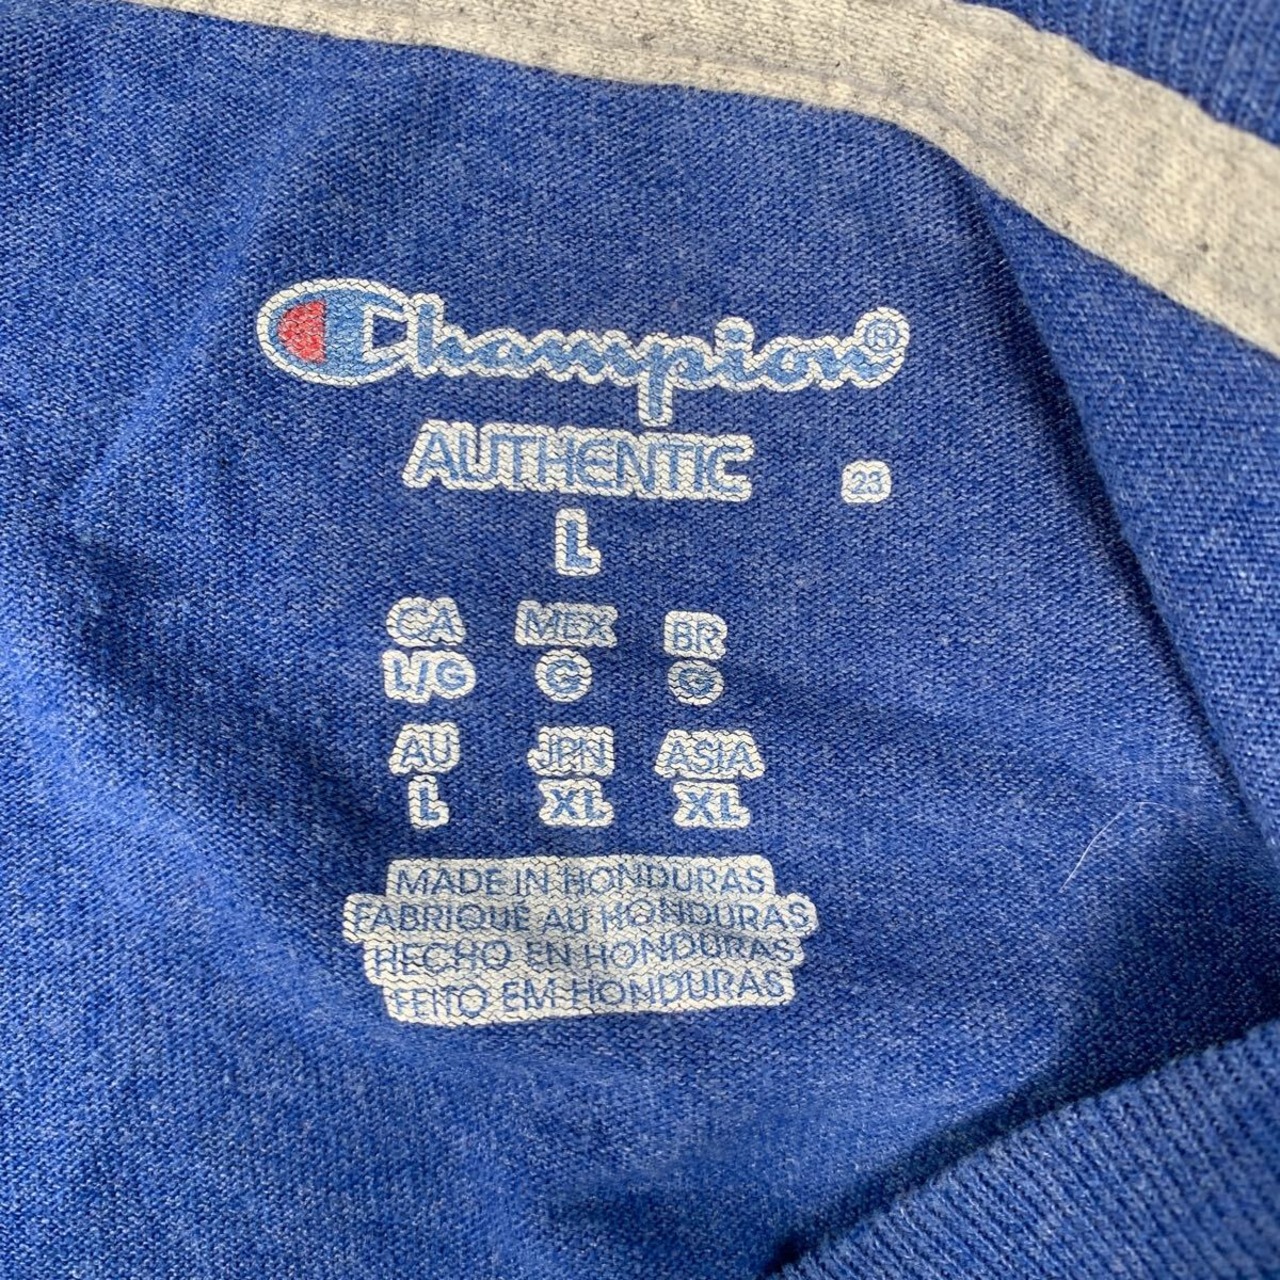 Champion®
AUTHENTIC 23
L
CA MEX BR
L/G G G
AU JPN ASIA
L XL XL
MADE IN HONDURAS
FABRIQUÉ AU HONDURAS
HECHO EN HONDURAS
FEITO EM HONDURAS